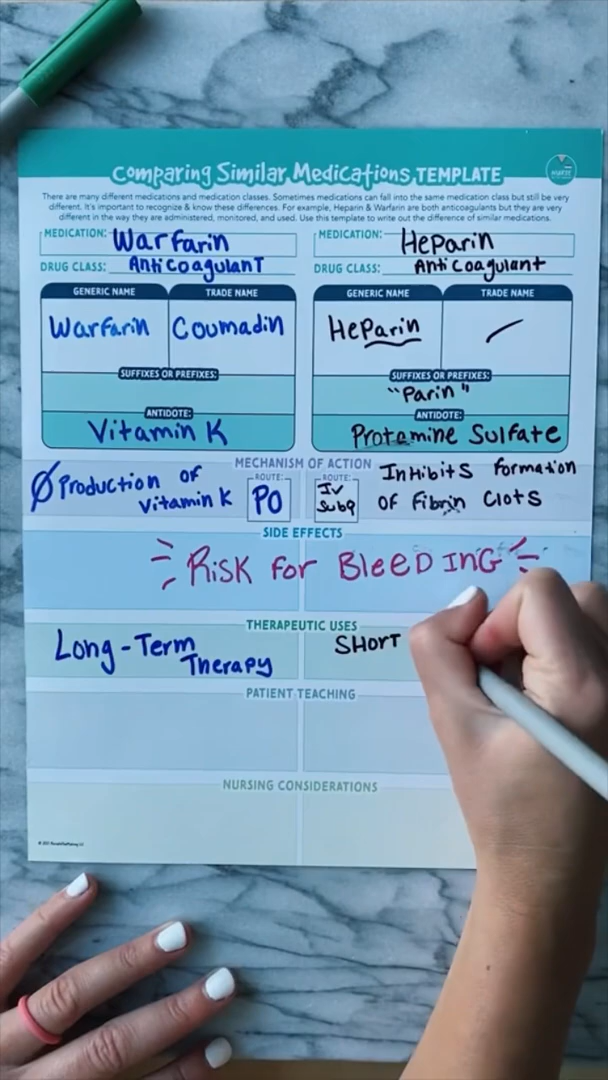 Comparing Similar Medications TEMPLATE
There are many different medications and medication classes. Sometimes medications can fall into the same medication class but still be very
different. It's important to recognize & know these differences. For example, Heparin & Warfarin are both anticoagulants but they are very
different in the way they are administered, monitored, and used. Use this template to write out the difference of similar medications.
MEDICATION: Warfarin
DRUG CLASS: Anticoagulant
GENERIC NAME TRADE NAME
Warfarin Coumadin
SUFFIXES OR PREFIXES:
ANTIDOTE:
Vitamin K
MEDICATION: Heparin
DRUG CLASS: Anticoagulant
GENERIC NAME TRADE NAME
Heparin
SUFFIXES OR PREFIXES:
"Parin"
ANTIDOTE:
Protamine Sulfate
MECHANISM OF ACTION
Ø Production of
Vitamin K
ROUTE:
PO
ROUTE:
IV
SubQ
Inhibits Formation
OF Fibrin Clots
SIDE EFFECTS
Risk for Bleeding
THERAPEUTIC USES
Long-Term
Therapy
SHORT
PATIENT TEACHING
NURSING CONSIDERATIONS